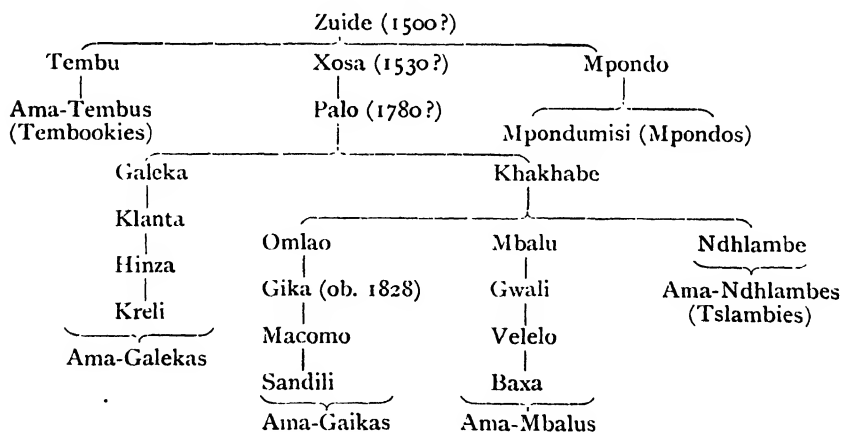 Zuide (1500?)
Tembu Xosa (1530?) Mpondo
Ama-Tembus Palo (1780?)
(Tembookies) Mpondumisi (Mpondos)
Galeka Khakhabe
Klanta
Omlao Mbalu Ndhlambe
Hinza
Gika (ob. 1828) Gwali Ama-Ndhlambes
Kreli (Tslambies)
Macomo Velelo
Ama-Galekas
Sandili Baxa
Ama-Gaikas Ama-Mbalus